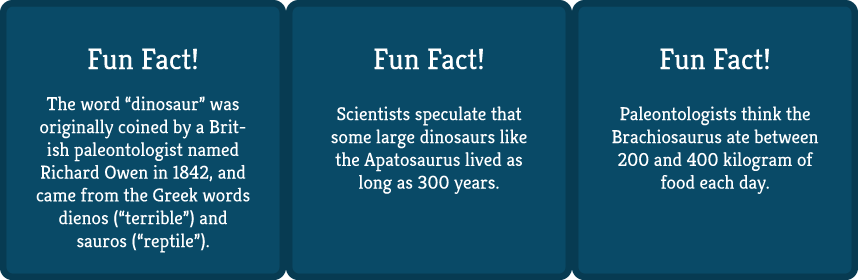 Fun Fact!
The word “dinosaur” was
originally coined by a Brit-
ish paleontologist named
Richard Owen in 1842, and
came from the Greek words
dienos (“terrible”) and
sauros (“reptile”).
Fun Fact!
Scientists speculate that
some large dinosaurs like
the Apatosaurus lived as
long as 300 years.
Fun Fact!
Paleontologists think the
Brachiosaurus ate between
200 and 400 kilogram of
food each day.